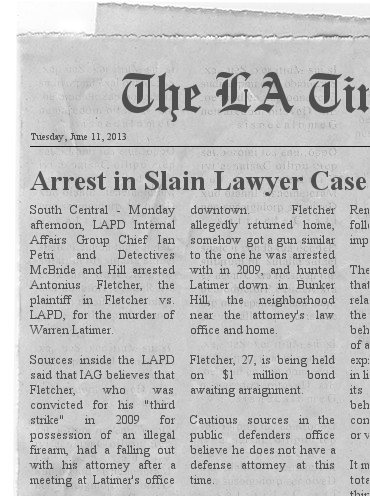 The LA Ti
Tuesday, June 11, 2013
Arrest in Slain Lawyer Case
South Central - Monday
afternoon, LAPD Internal
Affairs Group Chief Ian
Petri and Detectives
McBride and Hill arrested
Antonius Fletcher, the
plaintiff in Fletcher vs.
LAPD, for the murder of
Warren Latimer.
Sources inside the LAPD
said that IAG believes that
Fletcher, who was
convicted for his "third
strike" in 2009 for
possession of an illegal
firearm, had a falling out
with his attorney after a
meeting at Latimer's office
downtown. Fletcher
allegedly returned home,
somehow got a gun similar
to the one he was arrested
with in 2009, and hunted
Latimer down in Bunker
Hill, the neighborhood
near the attorney's law
office and home.
Fletcher, 27, is being held
on $1 million bond
awaiting arraignment.
Cautious sources in the
public defenders office
believe he does not have a
defense attorney at this
time.